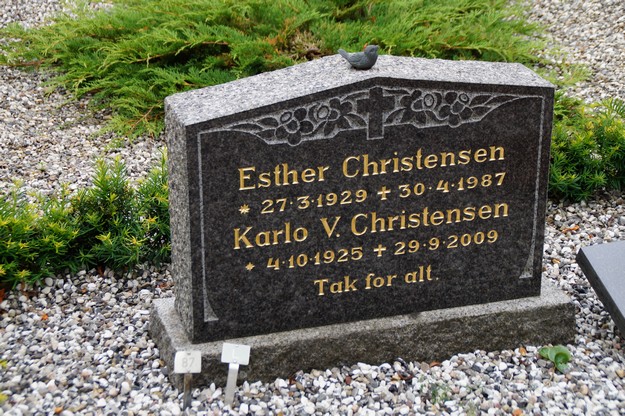 Esther Christensen
* 27·3·1929 ✝ 30·4·1987
Karlo V. Christensen
* 4·10·1925 ✝ 29·9·2009
Tak for alt.